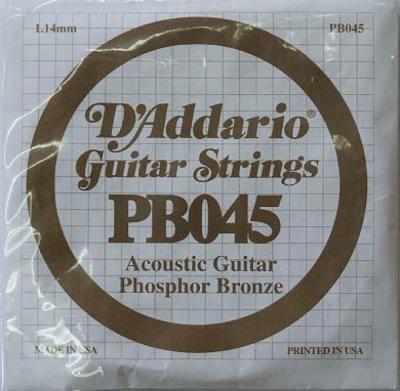 1.14mm PB045
D'Addario®
Guitar Strings
PB045
Acoustic Guitar
Phosphor Bronze
MADE IN USA PRINTED IN USA